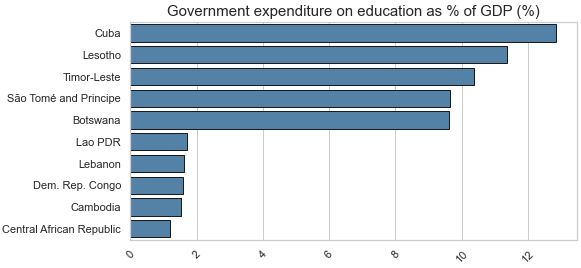 Government expenditure on education as % of GDP (%)
Cuba
Lesotho
Timor-Leste
São Tomé and Principe
Botswana
Lao PDR
Lebanon
Dem. Rep. Congo
Cambodia
Central African Republic
0 2 4 6 8 10 12